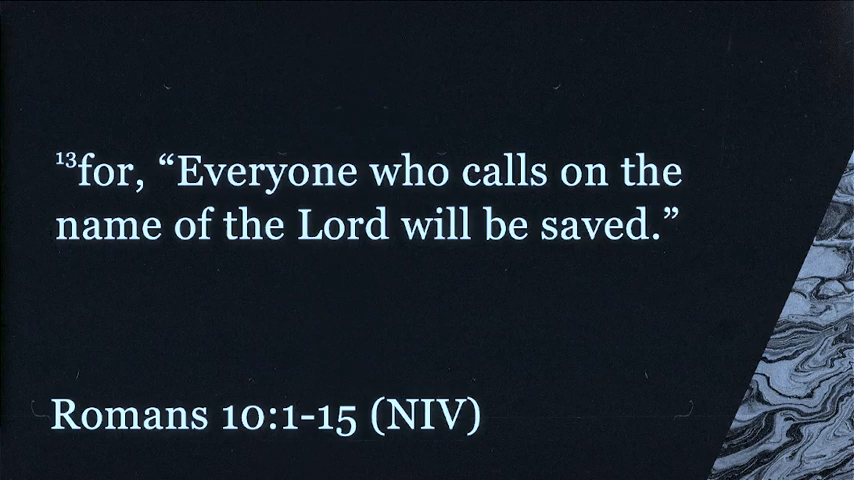 ¹³for, “Everyone who calls on the
name of the Lord will be saved.”
Romans 10:1-15 (NIV)